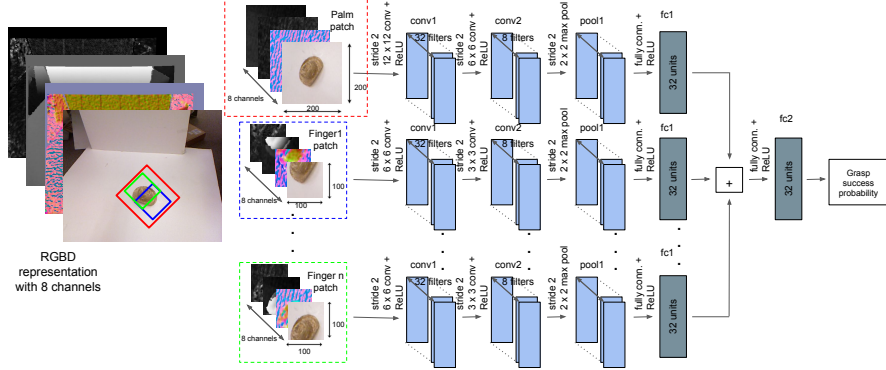 RGBD
representation
with 8 channels
Palm
patch
8 channels
200
200
12 x 12 conv +
ReLU
stride 2
conv1
32 filters
6 x 6 conv +
ReLU
stride 2
conv2
8 filters
2 x 2 max pool
stride 2
pool1
fully conn. +
ReLU
fc1
32 units
Finger1
patch
8 channels
100
100
6 x 6 conv +
ReLU
stride 2
conv1
32 filters
3 x 3 conv +
ReLU
stride 2
conv2
8 filters
2 x 2 max pool
stride 2
pool1
fully conn. +
ReLU
fc1
32 units
Finger n
patch
8 channels
100
100
6 x 6 conv +
ReLU
stride 2
conv1
32 filters
3 x 3 conv +
ReLU
stride 2
conv2
8 filters
2 x 2 max pool
stride 2
pool1
fully conn. +
ReLU
fc1
32 units
+
fully conn. +
ReLU
fc2
32 units
Grasp
success
probability